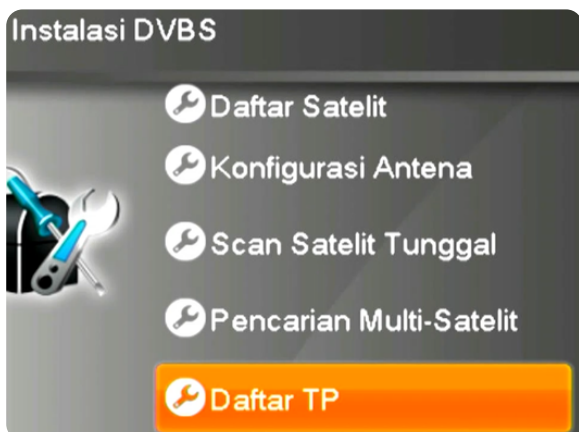 Instalasi DVBS
Daftar Satelit
Konfigurasi Antena
Scan Satelit Tunggal
Pencarian Multi-Satelit
Daftar TP